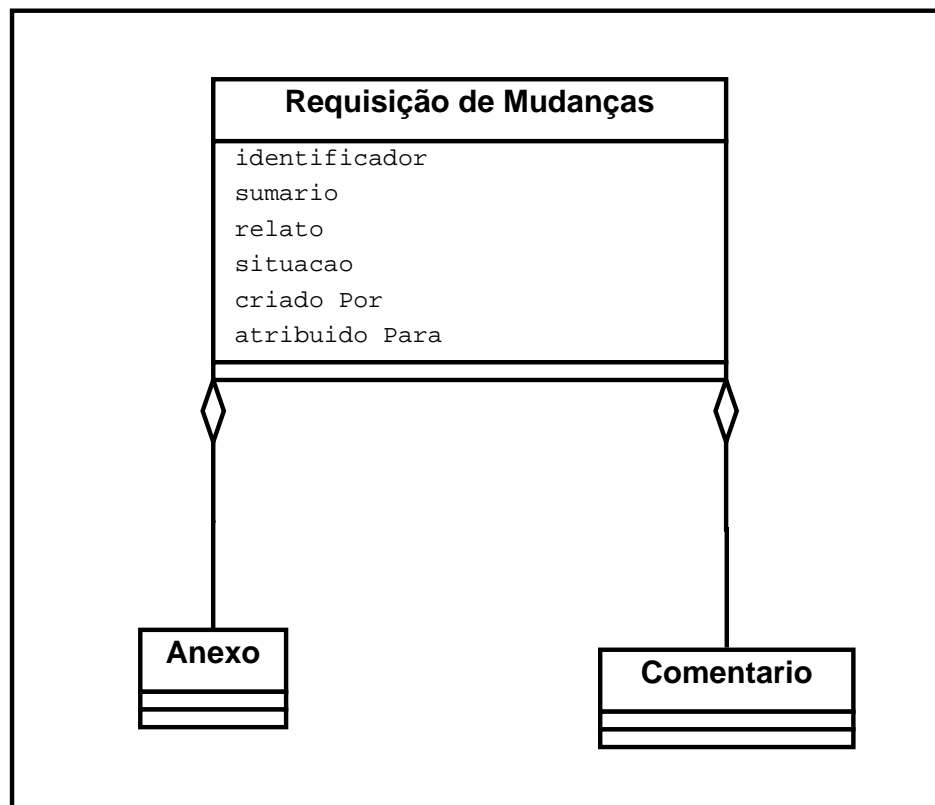 Requisição de Mudanças
identificador
sumario
relato
situacao
criado Por
atribuido Para
Anexo
Comentario